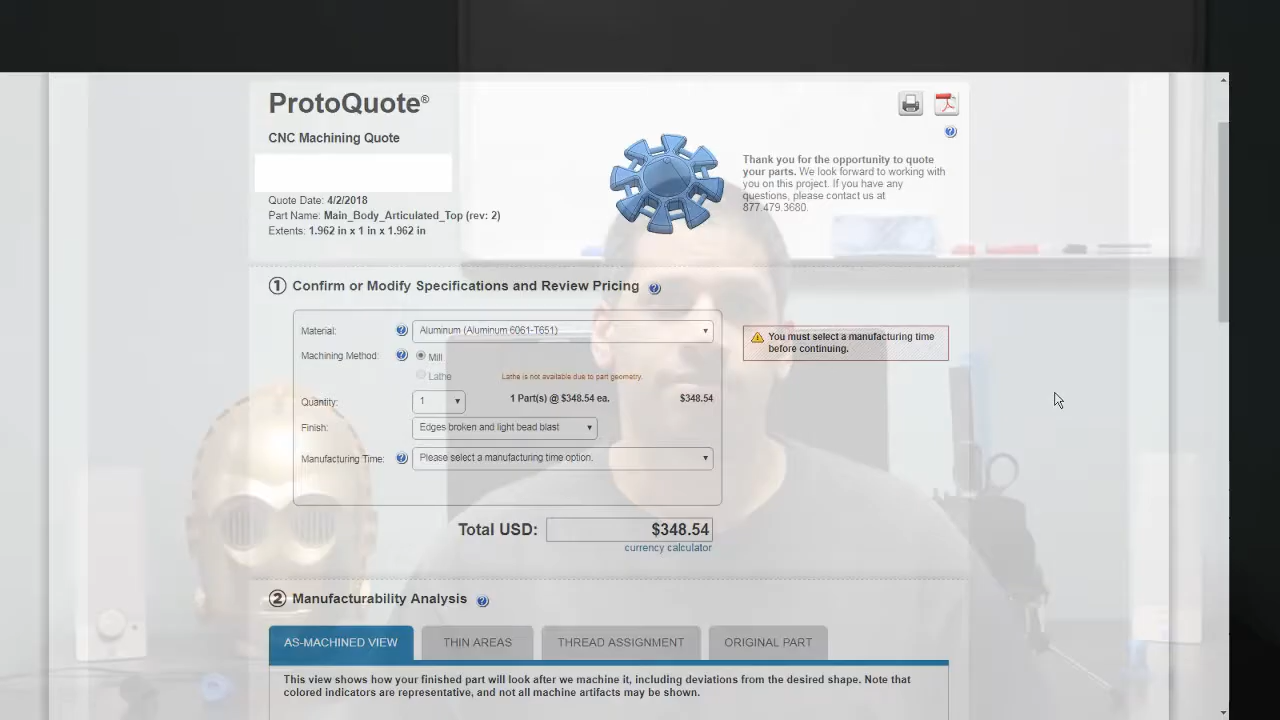 ProtoQuote®
CNC Machining Quote
Quote Date: 4/2/2018
Part Name: Main_Body_Articulated_Top (rev: 2)
Extents: 1.962 in x 1 in x 1.962 in
Thank you for the opportunity to quote
your parts. We look forward to working with
you on this project. If you have any
questions, please contact us at
877.479.3680.
1 Confirm or Modify Specifications and Review Pricing
Material: Aluminum (Aluminum 6061-T651)
Machining Method: Mill
Lathe Lathe is not available due to part geometry.
Quantity: 1 1 Part(s) @ $348.54 ea. $348.54
Finish: Edges broken and light bead blast
Manufacturing Time: Please select a manufacturing time option.
You must select a manufacturing time
before continuing.
Total USD: $348.54
currency calculator
2 Manufacturability Analysis
AS-MACHINED VIEW THIN AREAS THREAD ASSIGNMENT ORIGINAL PART
This view shows how your finished part will look after we machine it, including deviations from the desired shape. Note that
colored indicators are representative, and not all machine artifacts may be shown.